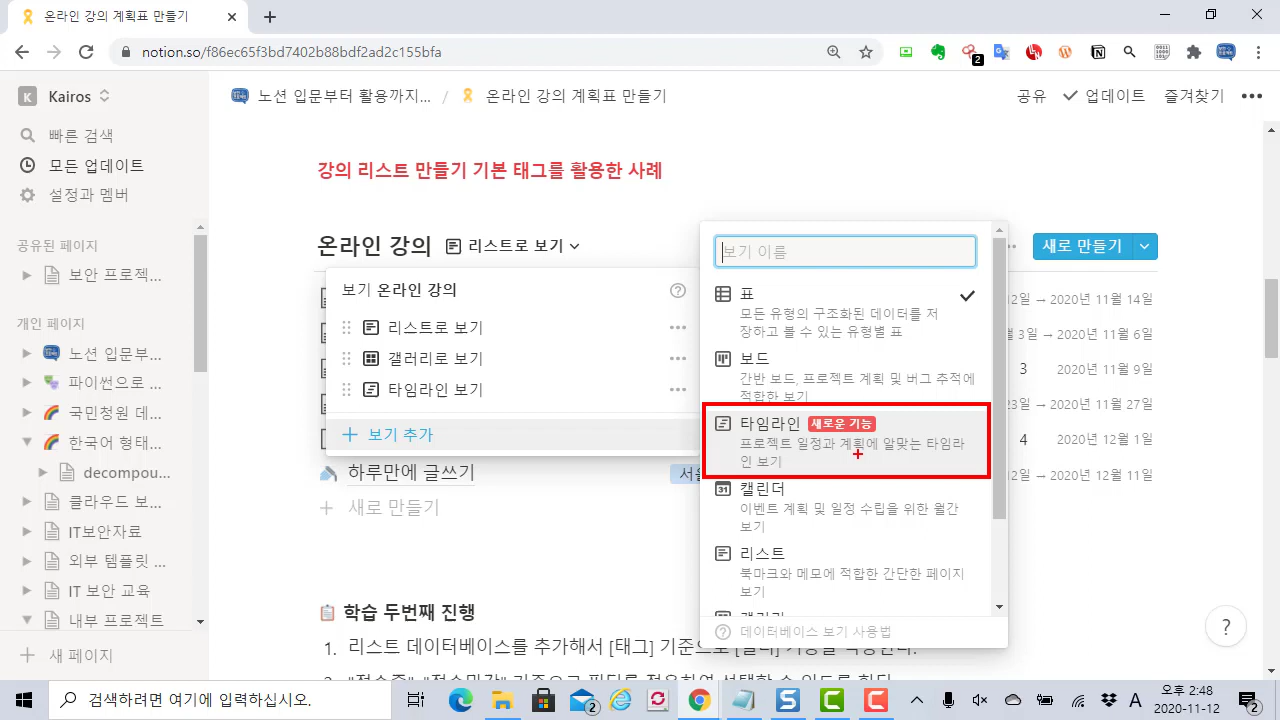 온라인 강의 계획표 만들기
notion.so/f86ec65f3bd7402b88bdf2ad2c155bfa
2
K Kairos
노션 입문부터 활용까지... / 온라인 강의 계획표 만들기
공유 업데이트 즐겨찾기
빠른 검색
모든 업데이트
설정과 멤버
공유된 페이지
보안 프로젝...
개인 페이지
노션 입문부...
파이썬으로 ...
국민청원 데...
한국어 형태...
decompou...
클라우드 보...
IT보안자료
외부 템플릿 ...
IT 보안 교육
내부 프로젝트
새 페이지
강의 리스트 만들기 기본 태그를 활용한 사례
온라인 강의 리스트로 보기
새로 만들기
보기 온라인 강의
리스트로 보기
갤러리로 보기
타임라인 보기
보기 추가
하루만에 글쓰기
새로 만들기
보기 이름
표
모든 유형의 구조화된 데이터를 저
장하고 볼 수 있는 유형별 표
보드
간반 보드, 프로젝트 계획 및 버그 추적에
적합한 보기
타임라인 새로운 기능
프로젝트 일정과 계획에 알맞는 타임라
인 보기
31 캘린더
이벤트 계획 및 일정 수립을 위한 월간
보기
리스트
북마크와 메모에 적합한 간단한 페이지
보기
데이터베이스 보기 사용법
12일 → 2020년 11월 14일
3일 → 2020년 11월 6일
3 2020년 11월 9일
23일 → 2020년 11월 27일
4 2020년 12월 1일
12일 → 2020년 12월 11일
학습 두번째 진행
1. 리스트 데이터베이스를 추가해서 [태그] 기준으로
?
검색하려면 여기에 입력하십시오.
2
A
오후 2:48
2020-11-12
2